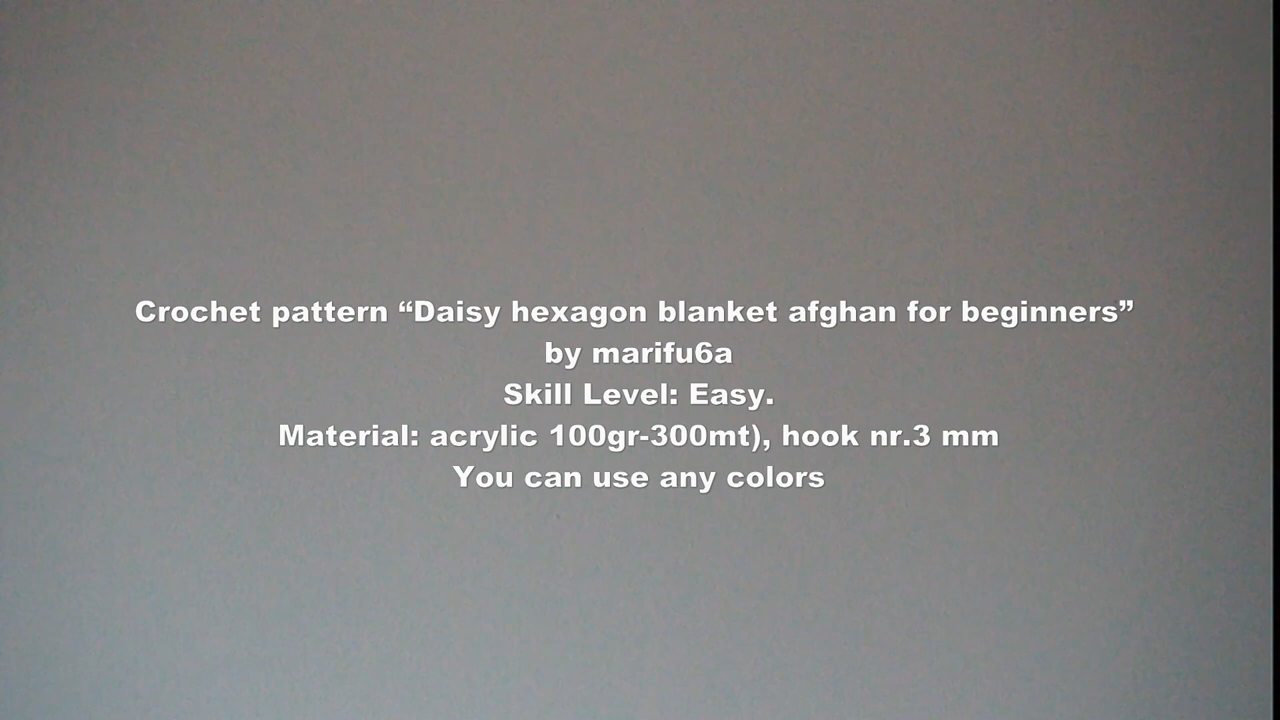 Crochet pattern “Daisy hexagon blanket afghan for beginners”
by marifu6a
Skill Level: Easy.
Material: acrylic 100gr-300mt), hook nr.3 mm
You can use any colors